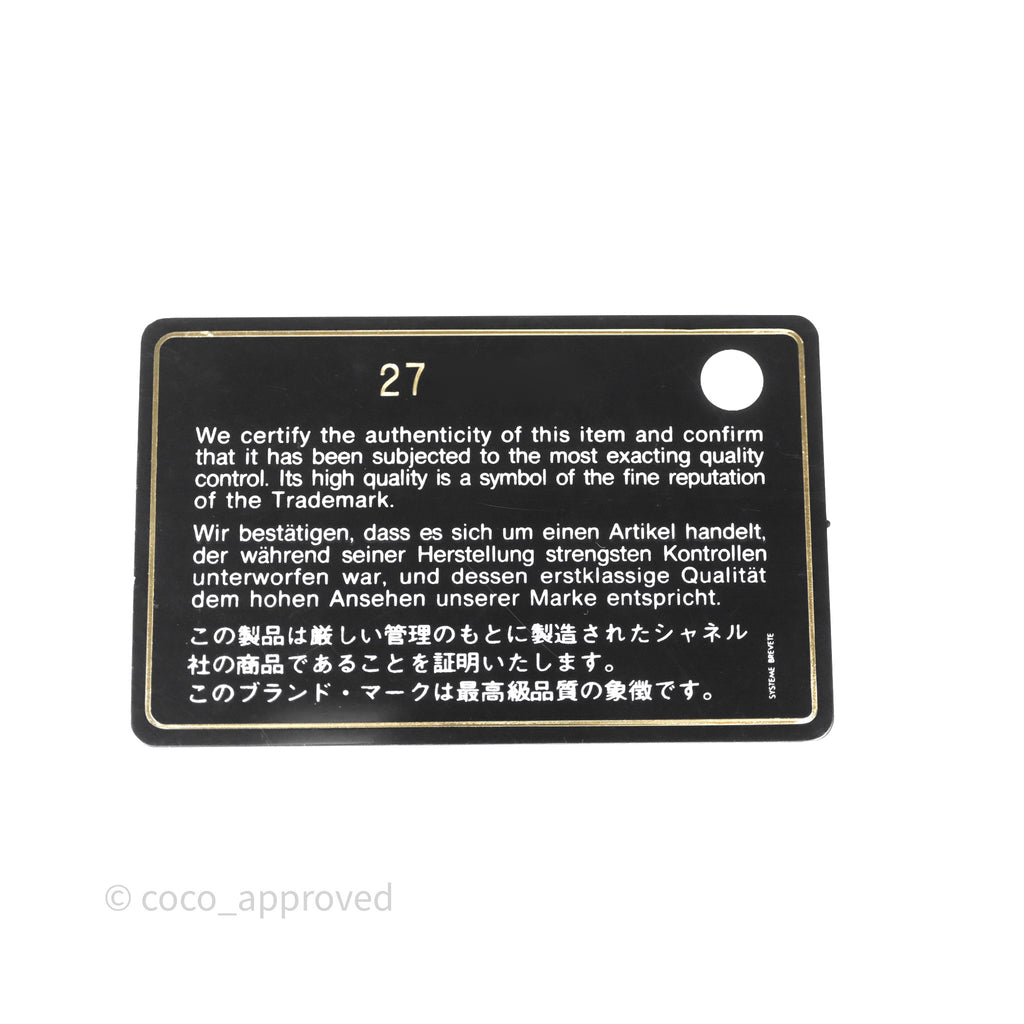 27
We certify the authenticity of this item and confirm
that it has been subjected to the most exacting quality
control. Its high quality is a symbol of the fine reputation
of the Trademark.
Wir bestätigen, dass es sich um einen Artikel handelt,
der während seiner Herstellung strengsten Kontrollen
unterworfen war, und dessen erstklassige Qualität
dem hohen Ansehen unserer Marke entspricht.
この製品は厳しい管理のもとに製造されたシャネル
社の商品であることを証明いたします。
このブランド・マークは最高級品質の象徴です。
SYSTEME BREVETE
© coco_approved